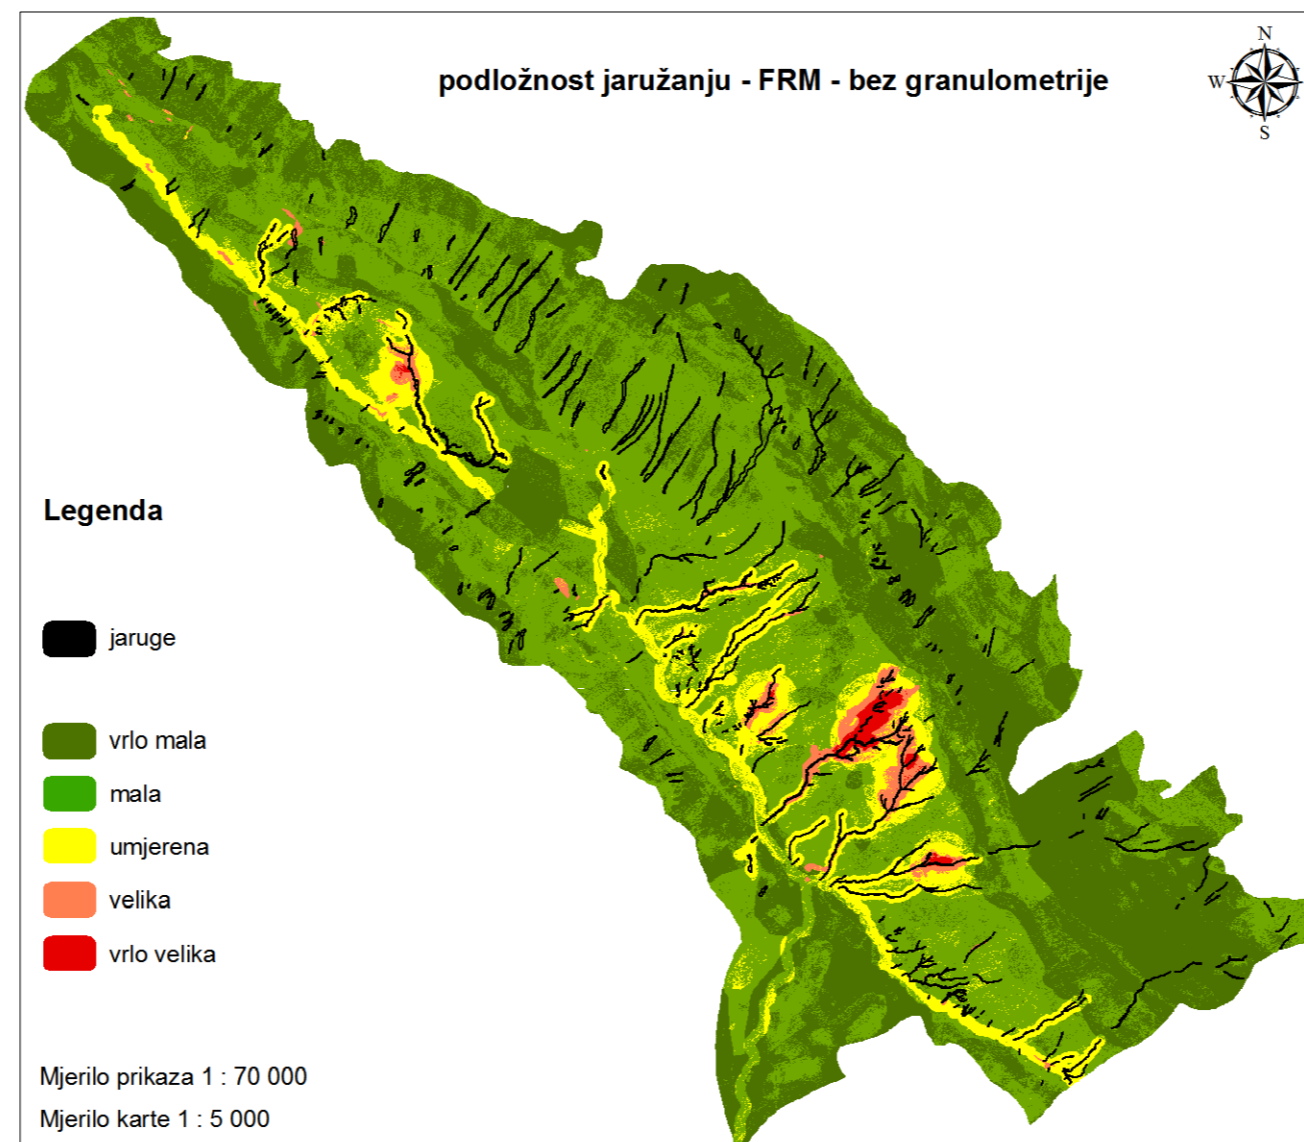 podložnost jaružanju - FRM - bez granulometrije
N
W
S
Legenda
jaruge
vrlo mala
mala
umjerena
velika
vrlo velika
Mjerilo prikaza 1 : 70 000
Mjerilo karte 1 : 5 000